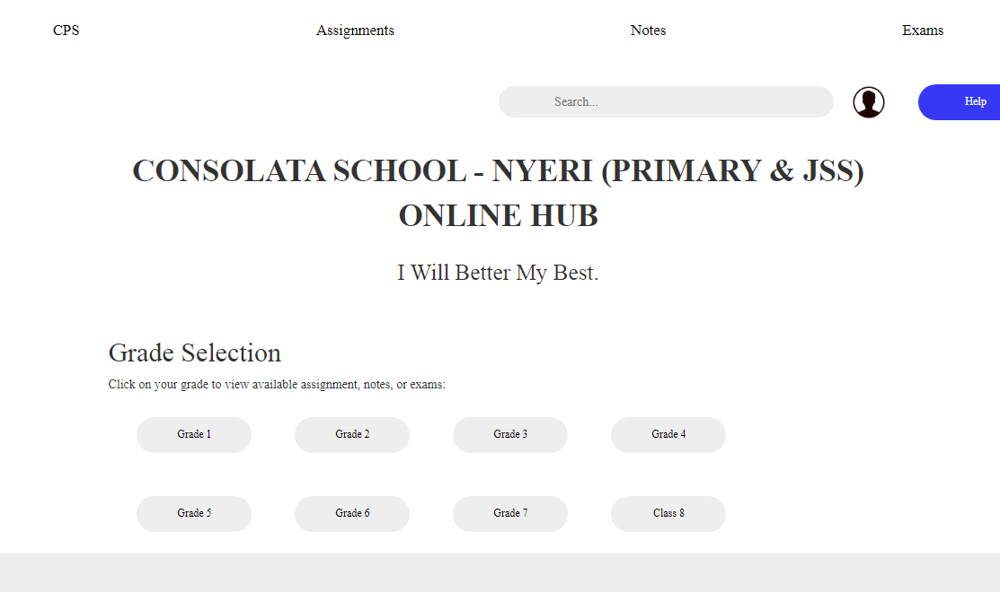 CPS Assignments Notes Exams
Search... Help
CONSOLATA SCHOOL - NYERI (PRIMARY & JSS)
ONLINE HUB
I Will Better My Best.
Grade Selection
Click on your grade to view available assignment, notes, or exams:
Grade 1 Grade 2 Grade 3 Grade 4
Grade 5 Grade 6 Grade 7 Class 8